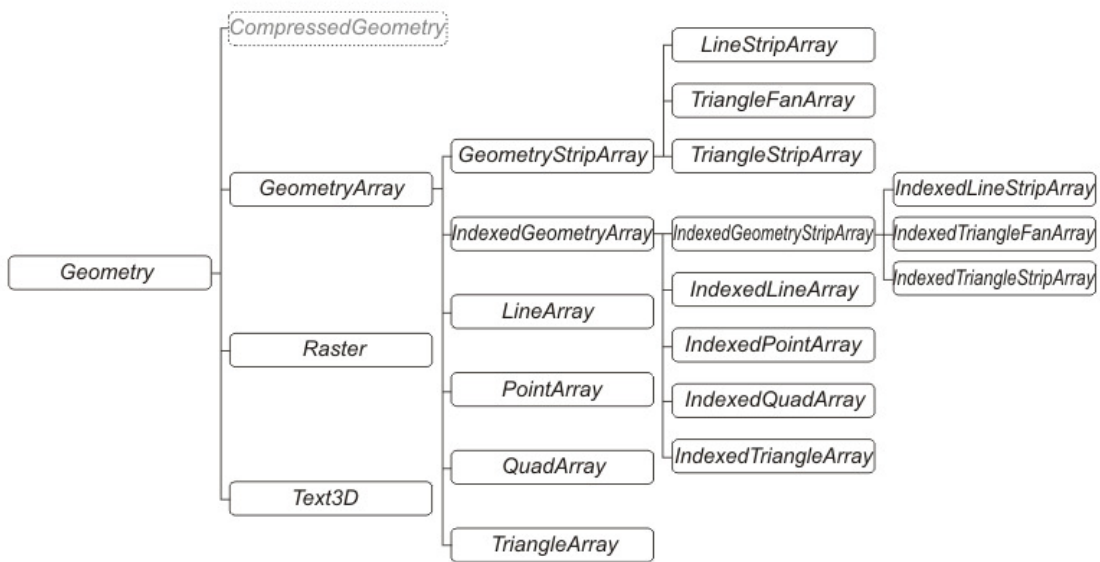 CompressedGeometry
LineStripArray
TriangleFanArray
GeometryStripArray
TriangleStripArray
GeometryArray
IndexedLineStripArray
IndexedGeometryArray
IndexedGeometryStripArray
IndexedTriangleFanArray
Geometry
IndexedTriangleStripArray
IndexedLineArray
LineArray
Raster
IndexedPointArray
PointArray
IndexedQuadArray
QuadArray
IndexedTriangleArray
Text3D
TriangleArray